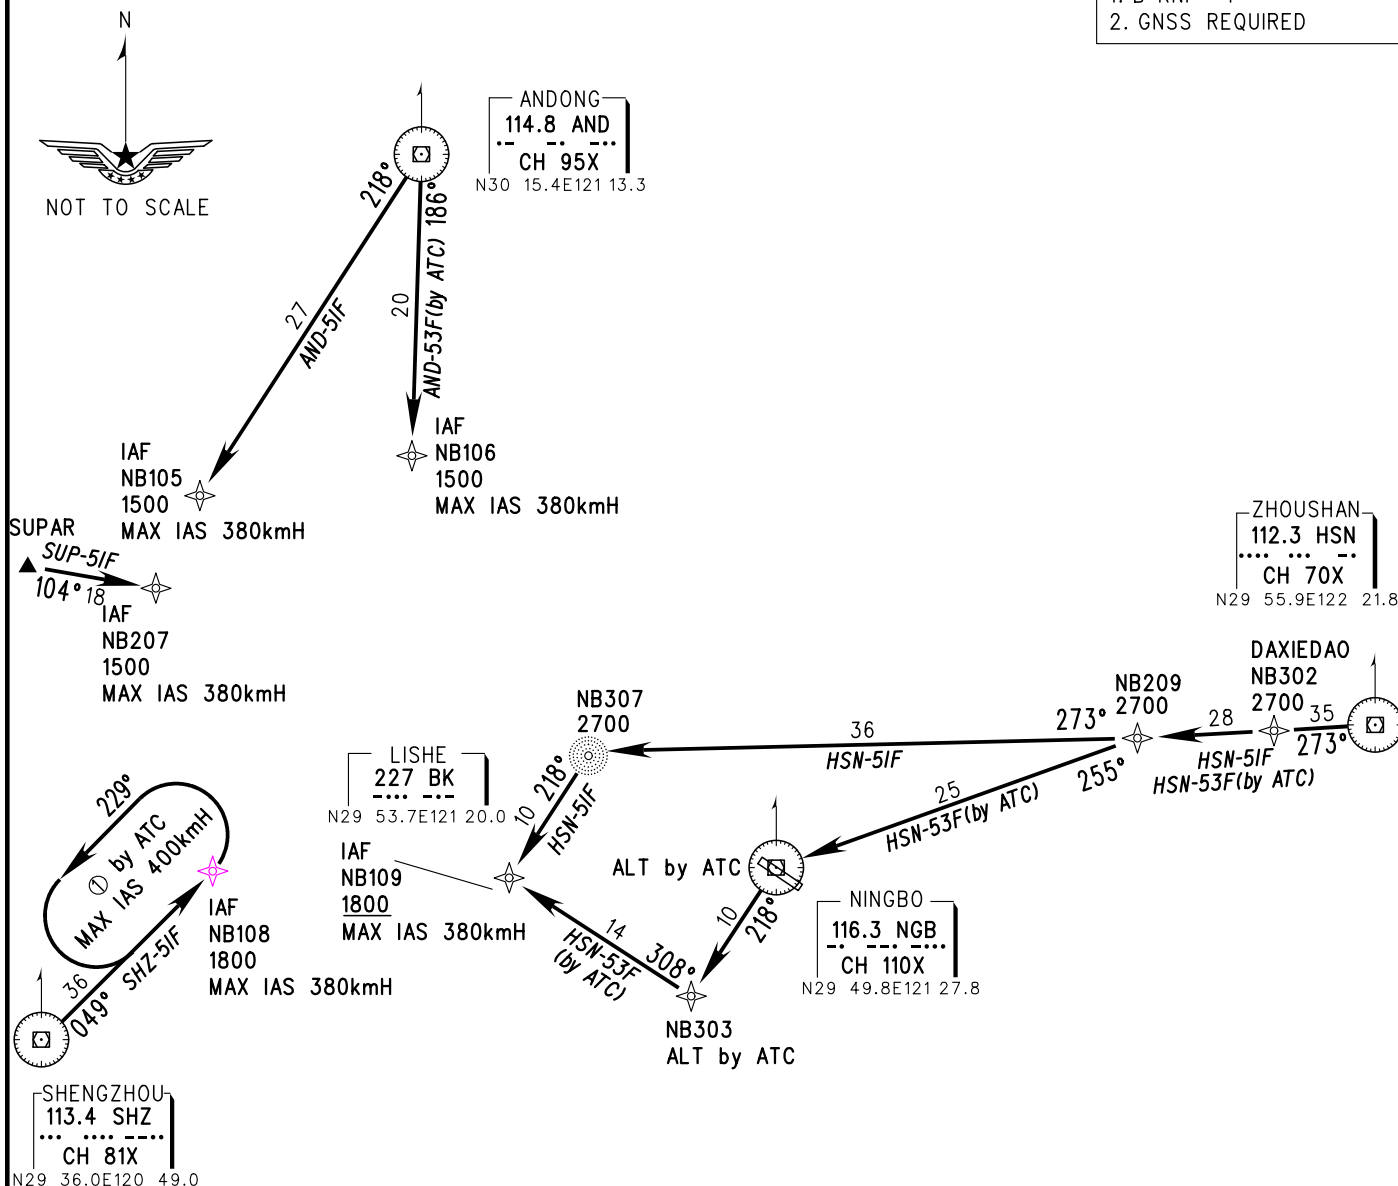 2. GNSS REQUIRED
N
NOT TO SCALE
ANDONG
114.8 AND
CH 95X
N30 15.4E121 13.3
218°
186°
27
AND-5IF
20
AND-53F(by ATC)
IAF
NB105
1500
MAX IAS 380kmH
IAF
NB106
1500
MAX IAS 380kmH
SUPAR
SUP-5IF
104°
18
IAF
NB207
1500
MAX IAS 380kmH
ZHOUSHAN
112.3 HSN
CH 70X
N29 55.9E122 21.8
DAXIEDAO
NB302
2700
35
273°
NB209
2700
28
HSN-5IF
HSN-53F(by ATC)
273°
36
HSN-5IF
255°
25
HSN-53F(by ATC)
NB307
2700
218°
10
HSN-5IF
LISHE
227 BK
N29 53.7E121 20.0
IAF
NB109
1800
MAX IAS 380kmH
ALT by ATC
NINGBO
116.3 NGB
CH 110X
N29 49.8E121 27.8
10
218°
14
308°
HSN-53F
(by ATC)
NB303
ALT by ATC
229°
① by ATC
MAX IAS 400kmH
IAF
NB108
1800
MAX IAS 380kmH
36
049°
SHZ-5IF
SHENGZHOU
113.4 SHZ
CH 81X
N29 36.0E120 49.0